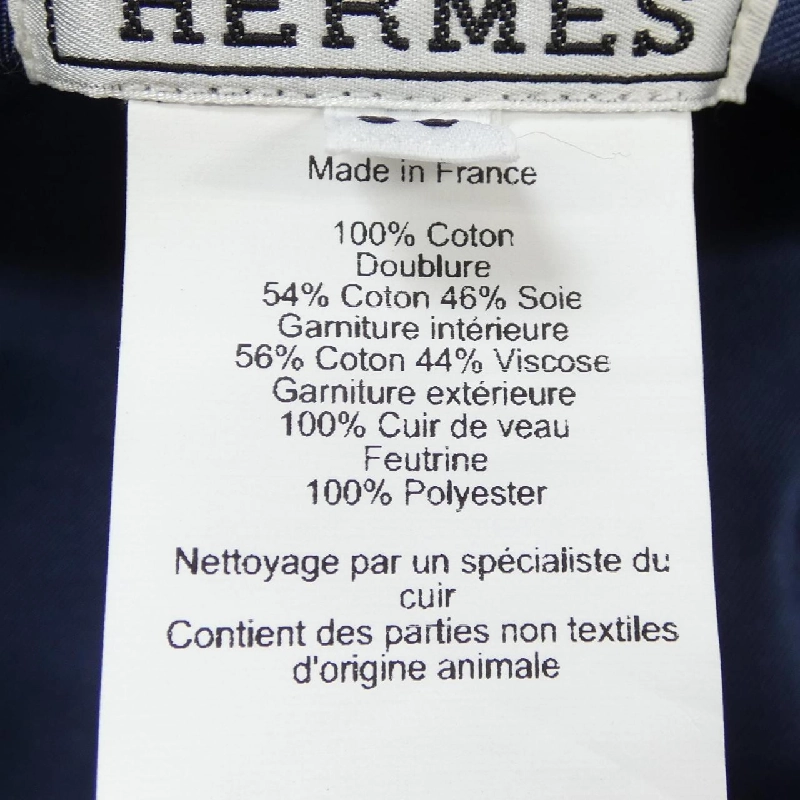 HERMES
Made in France
100% Coton
Doublure
54% Coton 46% Soie
Garniture intérieure
56% Coton 44% Viscose
Garniture extérieure
100% Cuir de veau
Feutrine
100% Polyester
Nettoyage par un spécialiste du
cuir
Contient des parties non textiles
d'origine animale